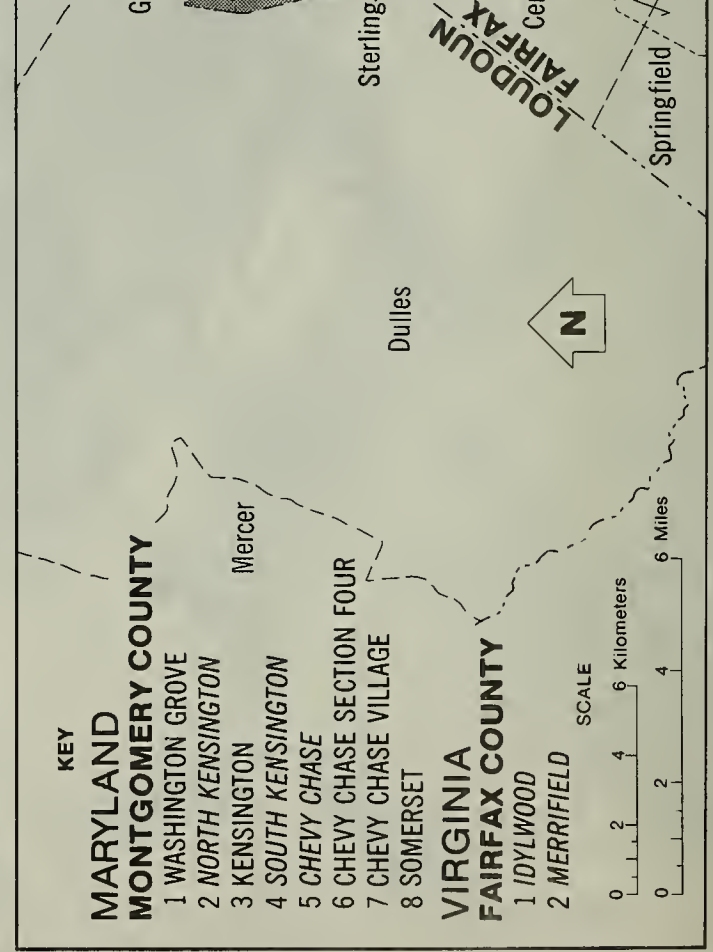 KEY
MARYLAND
MONTGOMERY COUNTY
1 WASHINGTON GROVE
2 NORTH KENSINGTON
3 KENSINGTON
4 SOUTH KENSINGTON
5 CHEVY CHASE
6 CHEVY CHASE SECTION FOUR
7 CHEVY CHASE VILLAGE
8 SOMERSET
VIRGINIA
FAIRFAX COUNTY
1 IDYLWOOD
2 MERRIFIELD
SCALE
0 2 4 6 Kilometers
0 2 4 6 Miles
Mercer
Dulles
N
Sterling
LOUDOUN
FAIRFAX
Springfield